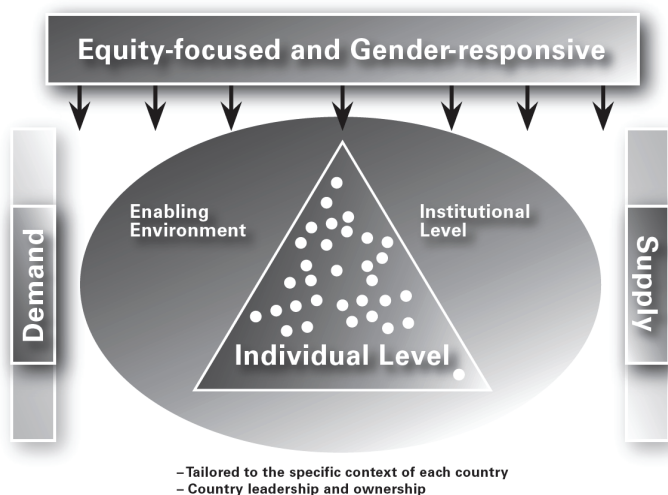 Equity-focused and Gender-responsive
Enabling
Environment
Institutional
Level
Demand
Supply
Individual Level
– Tailored to the specific context of each country
– Country leadership and ownership